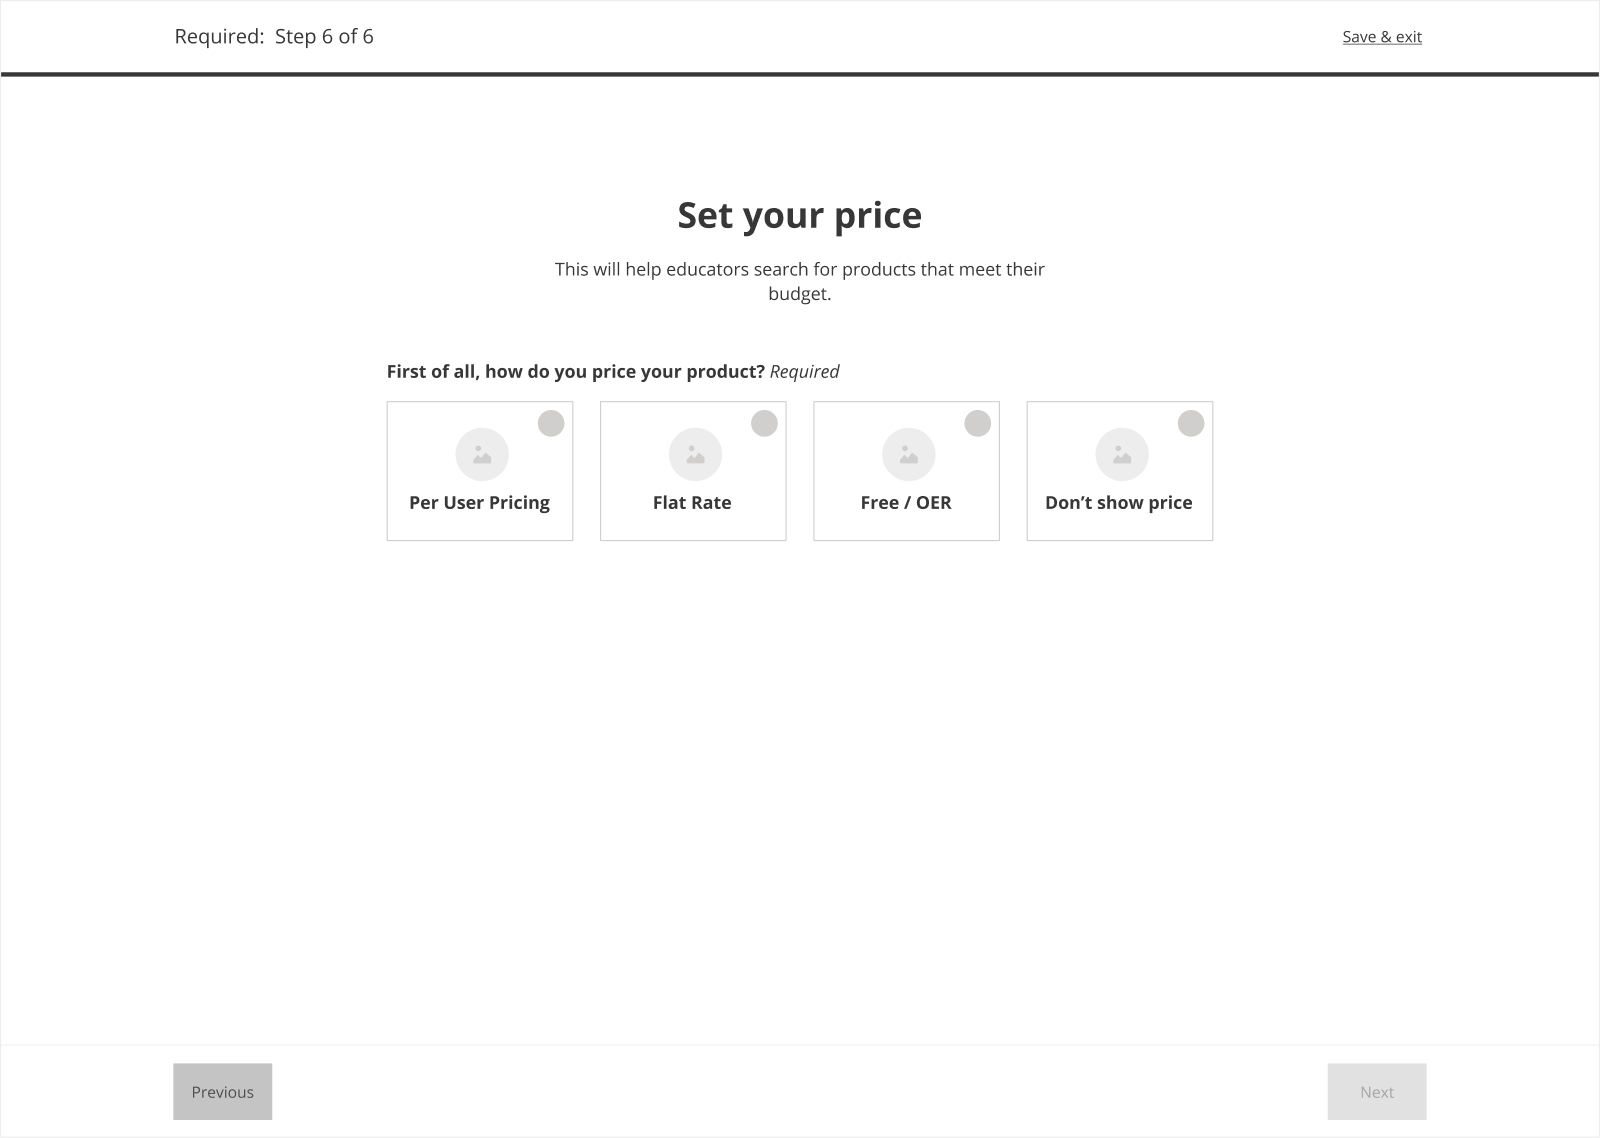 Required: Step 6 of 6
Save & exit
Set your price
This will help educators search for products that meet their
budget.
First of all, how do you price your product? Required
Per User Pricing
Flat Rate
Free / OER
Don’t show price
Previous
Next